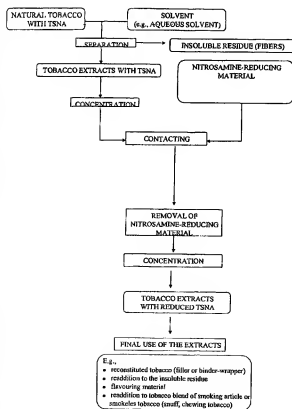 NATURAL TOBACCO
WITH TSNA
SOLVENT
(e.g., AQUEOUS SOLVENT)
SEPARATION
INSOLUBLE RESIDUE (FIBERS)
TOBACCO EXTRACTS WITH TSNA
NITROSAMINE-REDUCING
MATERIAL
CONCENTRATION
CONTACTING
REMOVAL OF
NITROSAMINE-REDUCING
MATERIAL
CONCENTRATION
TOBACCO EXTRACTS
WITH REDUCED TSNA
FINAL USE OF THE EXTRACTS
E.g.,
• reconstituted tobacco (filler or binder-wrapper)
• readdition to the insoluble residue
• flavouring material
• readdition to tobacco blend of smoking article or
smokeless tobacco (snuff, chewing tobacco)